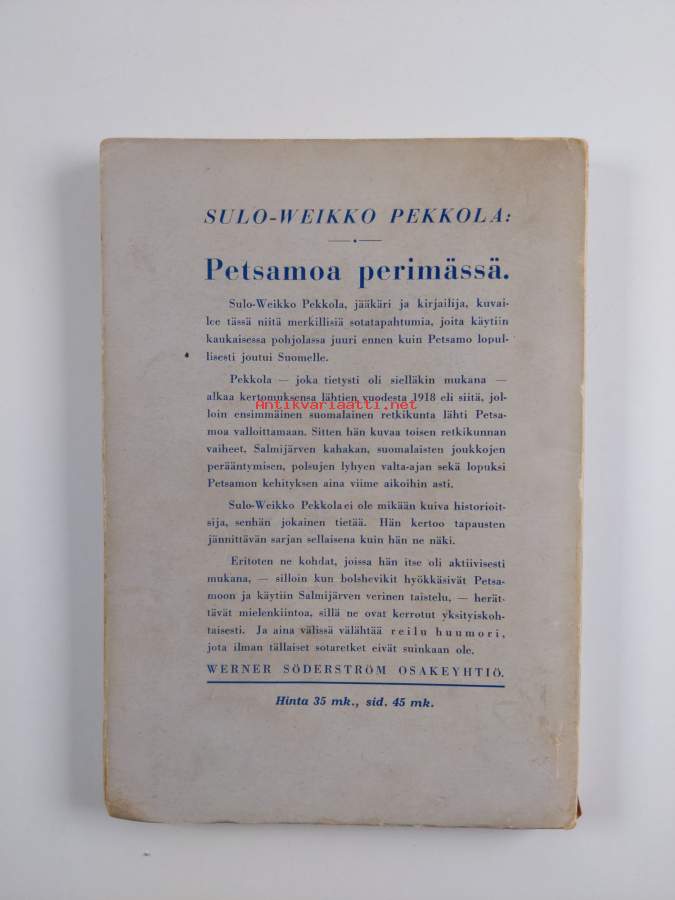 SULO-WEIKKO PEKKOLA:
Petsamoa perimässä.
Sulo-Weikko Pekkola, jääkäri ja kirjailija, kuvai-
lee tässä niitä merkillisiä sotatapahtumia, joita käytiin
kaukaisessa pohjolassa juuri ennen kuin Petsamo lopul-
lisesti joutui Suomelle.
Pekkola — joka tietysti oli sielläkin mukana —
alkaa kertomuksensa lähtien vuodesta 1918 eli siitä, jol-
Antikvariaatti.net
loin ensimmäinen suomalainen retkikunta lähti Petsa-
moa valloittamaan. Sitten hän kuvaa toisen retkikunnan
vaiheet, Salmijärven kahakan, suomalaisten joukkojen
perääntymisen, polsujen lyhyen valta-ajan sekä lopuksi
Petsamon kehityksen aina viime aikoihin asti.
Sulo-Weikko Pekkola ei ole mikään kuiva historioit-
sija, senhän jokainen tietää. Hän kertoo tapausten
jännittävän sarjan sellaisena kuin hän ne näki.
Eritoten ne kohdat, joissa hän itse oli aktiivisesti
mukana, — silloin kun bolshevikit hyökkäsivät Petsa-
moon ja käytiin Salmijärven verinen taistelu, — herät-
tävät mielenkiintoa, sillä ne ovat kerrotut yksityiskoh-
taisesti. Ja aina välissä välähtää reilu huumori,
jota ilman tällaiset sotaretket eivät suinkaan ole.
WERNER SÖDERSTRÖM OSAKEYHTIÖ.
Hinta 35 mk., sid. 45 mk.